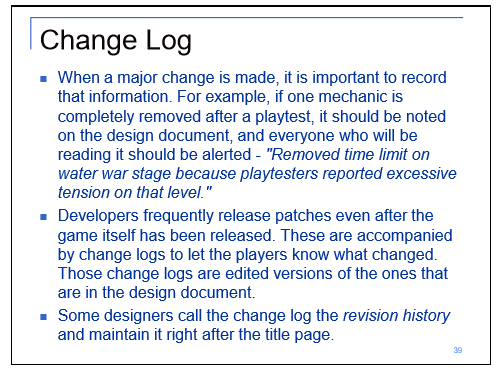 Change Log
When a major change is made, it is important to record
that information. For example, if one mechanic is
completely removed after a playtest, it should be noted
on the design document, and everyone who will be
reading it should be alerted - "Removed time limit on
water war stage because playtesters reported excessive
tension on that level."
Developers frequently release patches even after the
game itself has been released. These are accompanied
by change logs to let the players know what changed.
Those change logs are edited versions of the ones that
are in the design document.
Some designers call the change log the revision history
and maintain it right after the title page.
39